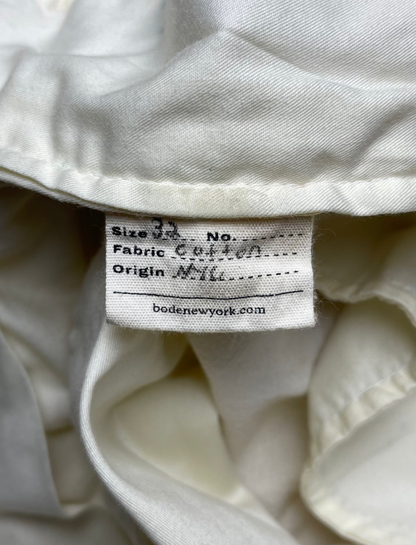 Size 32 No.
Fabric Cotton
Origin NYC
bodenewyork.com